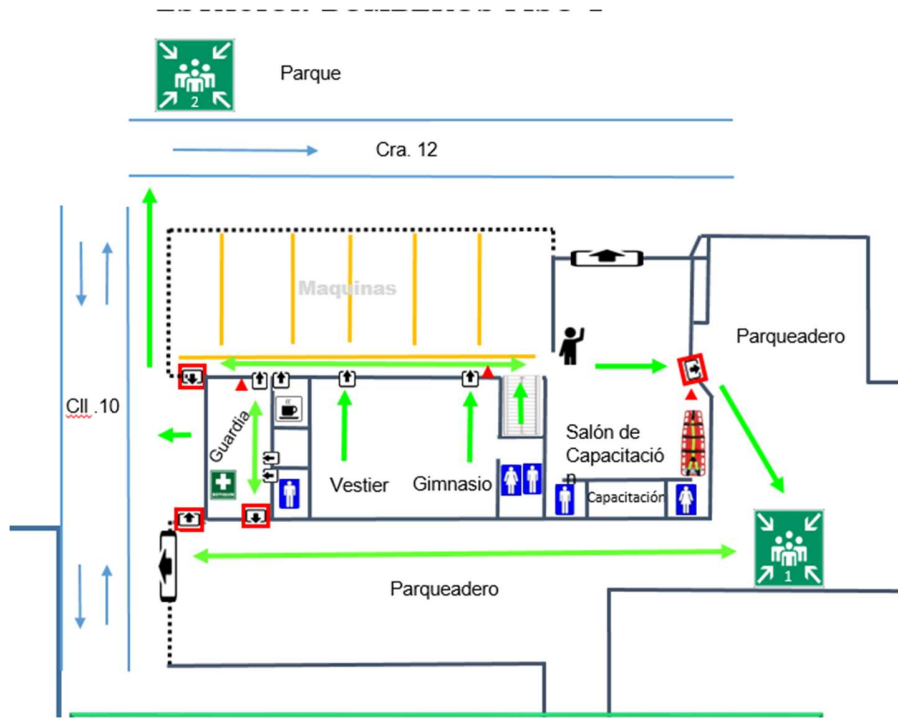 2
Parque
Cra. 12
Maquinas
Parqueadero
Cll .10
Guardia
Salón de
Capacitació
n
Vestier
Gimnasio
Capacitación
1
Parqueadero